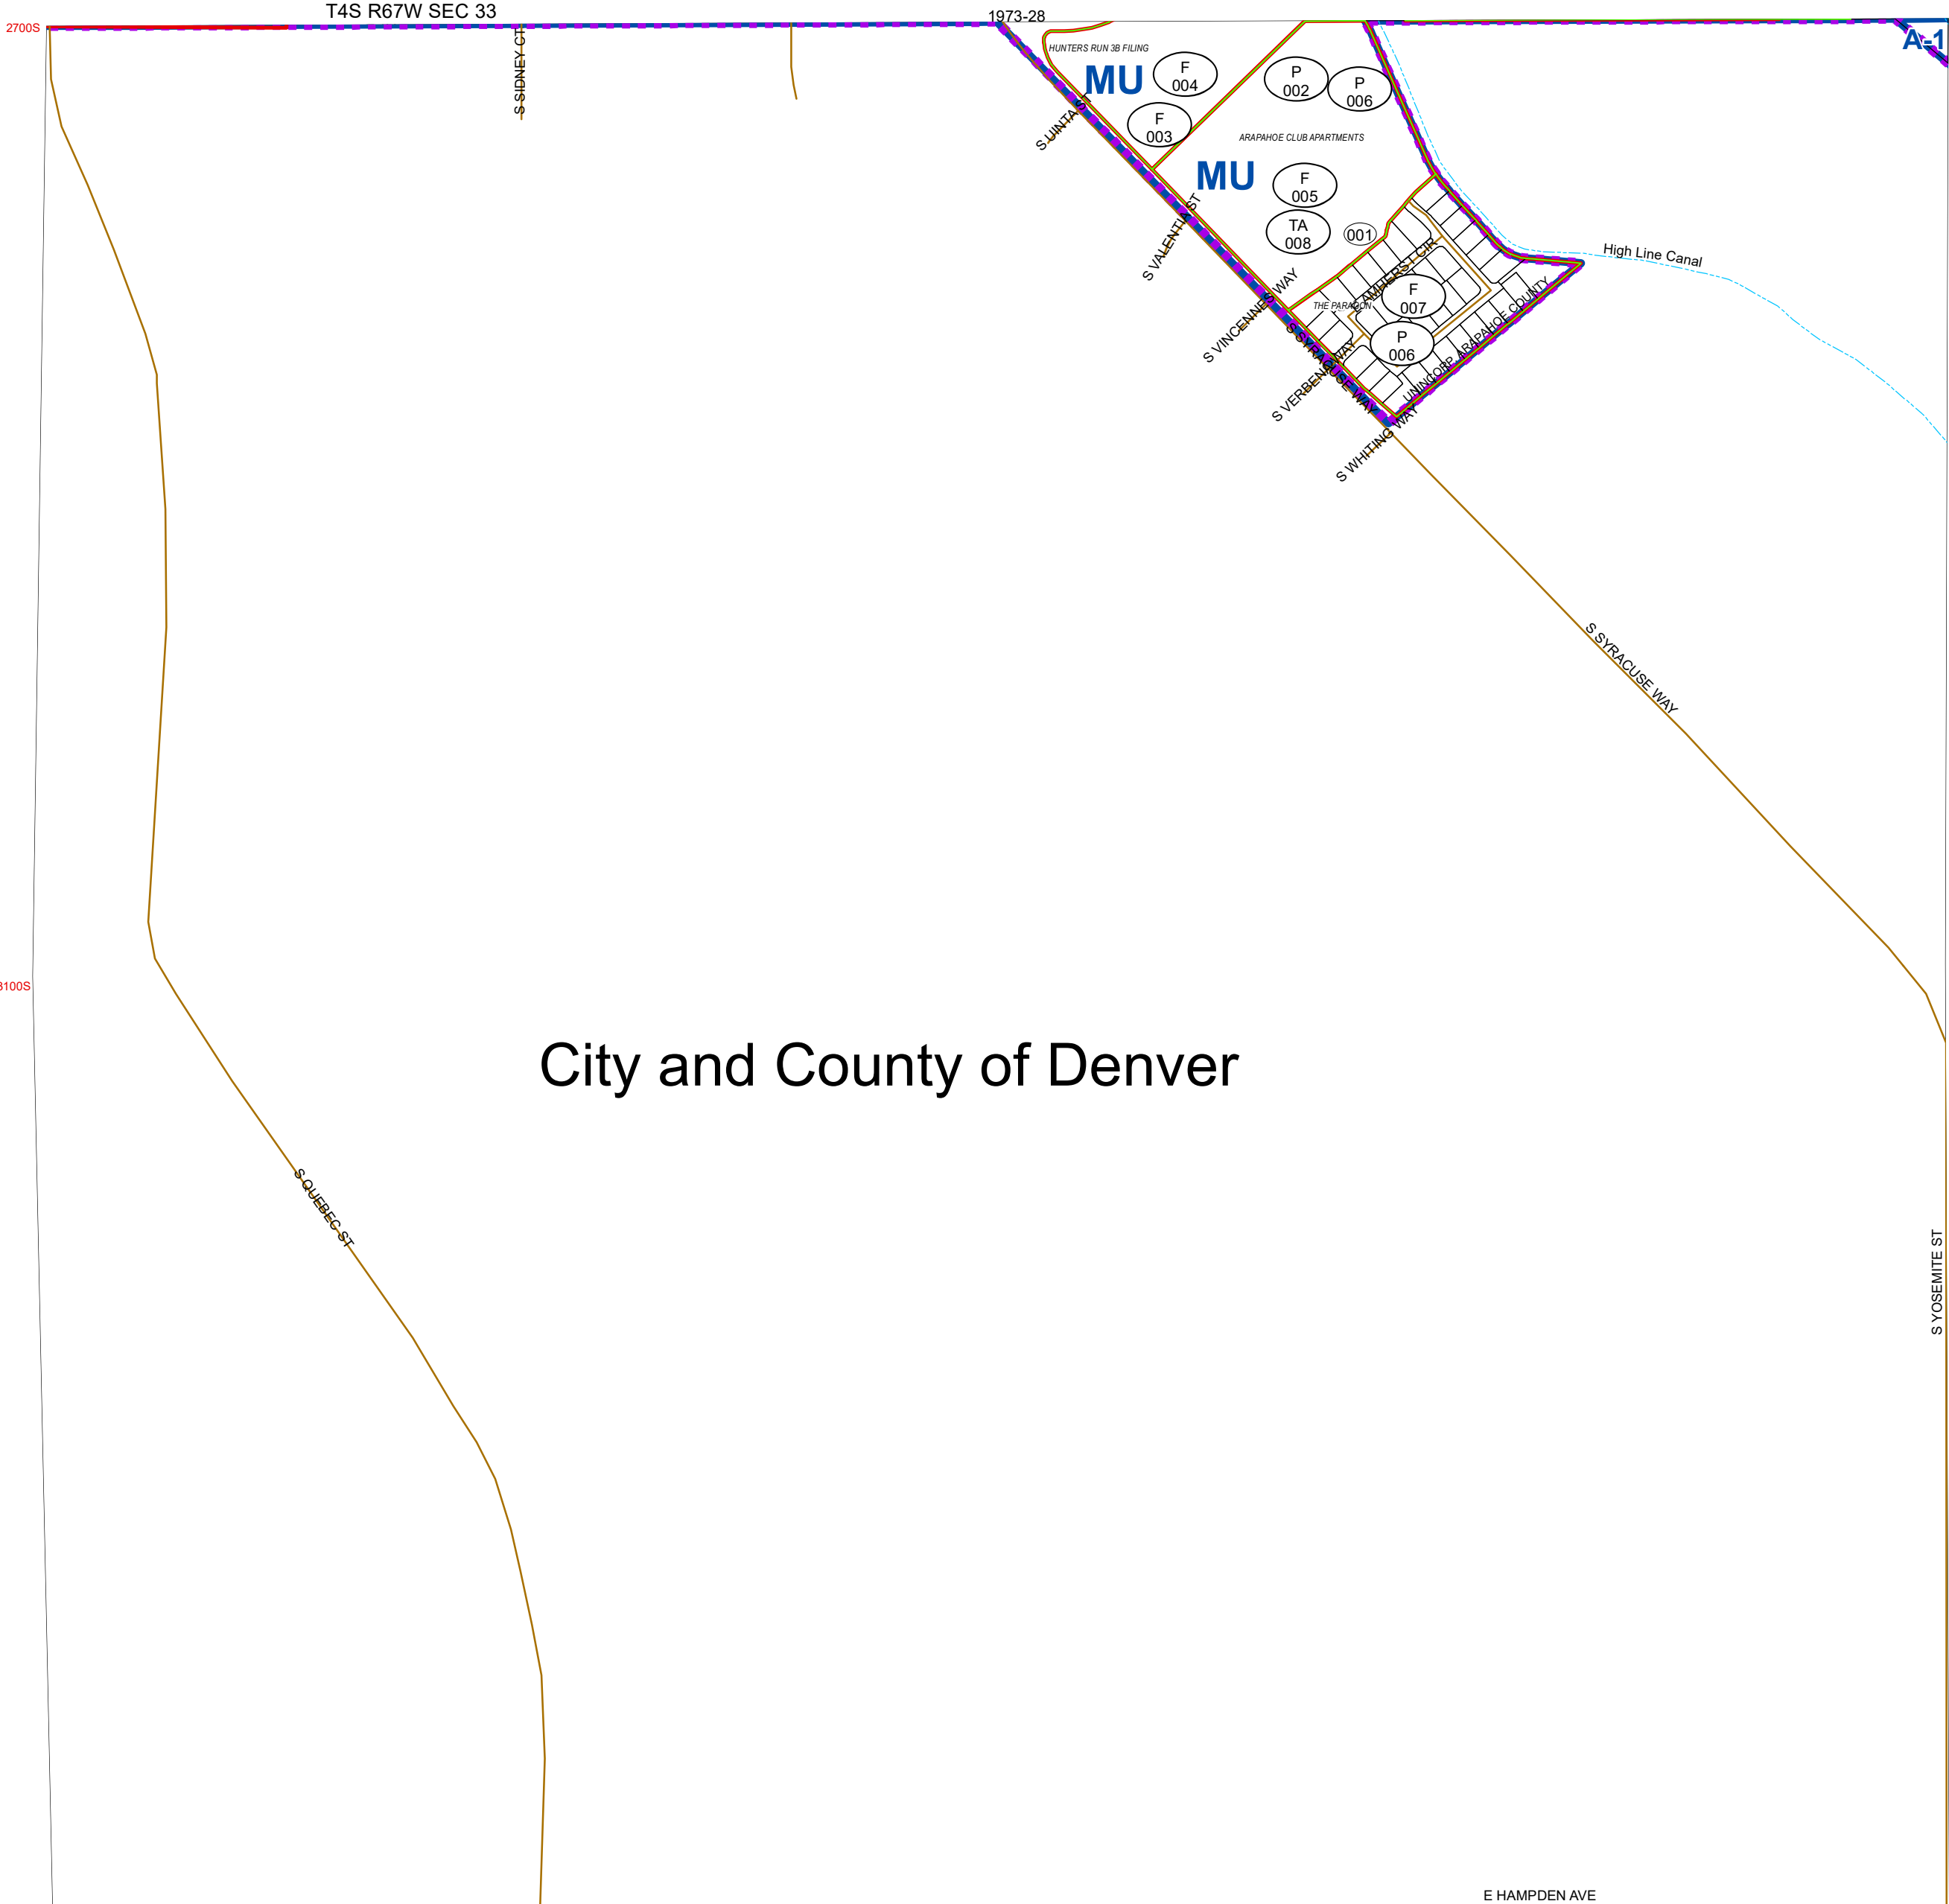 T4S R67W SEC 33
1973-28
2700S
A-1
S SIDNEY CT
HUNTERS RUN 3B FILING
MU
F
004
P
002
P
006
F
003
S UINTA ST
ARAPAHOE CLUB APARTMENTS
MU
F
005
TA
008
001
S VALENTIA ST
High Line Canal
AMHERST CIR
S VINCENNES WAY
THE PARAGON
F
007
P
006
UNINCORP. ARAPAHOE COUNTY
S SYRACUSE WAY
S VERBENA WAY
S WHITING WAY
S SYRACUSE WAY
3100S
City and County of Denver
S QUEBEC ST
S YOSEMITE ST
E HAMPDEN AVE